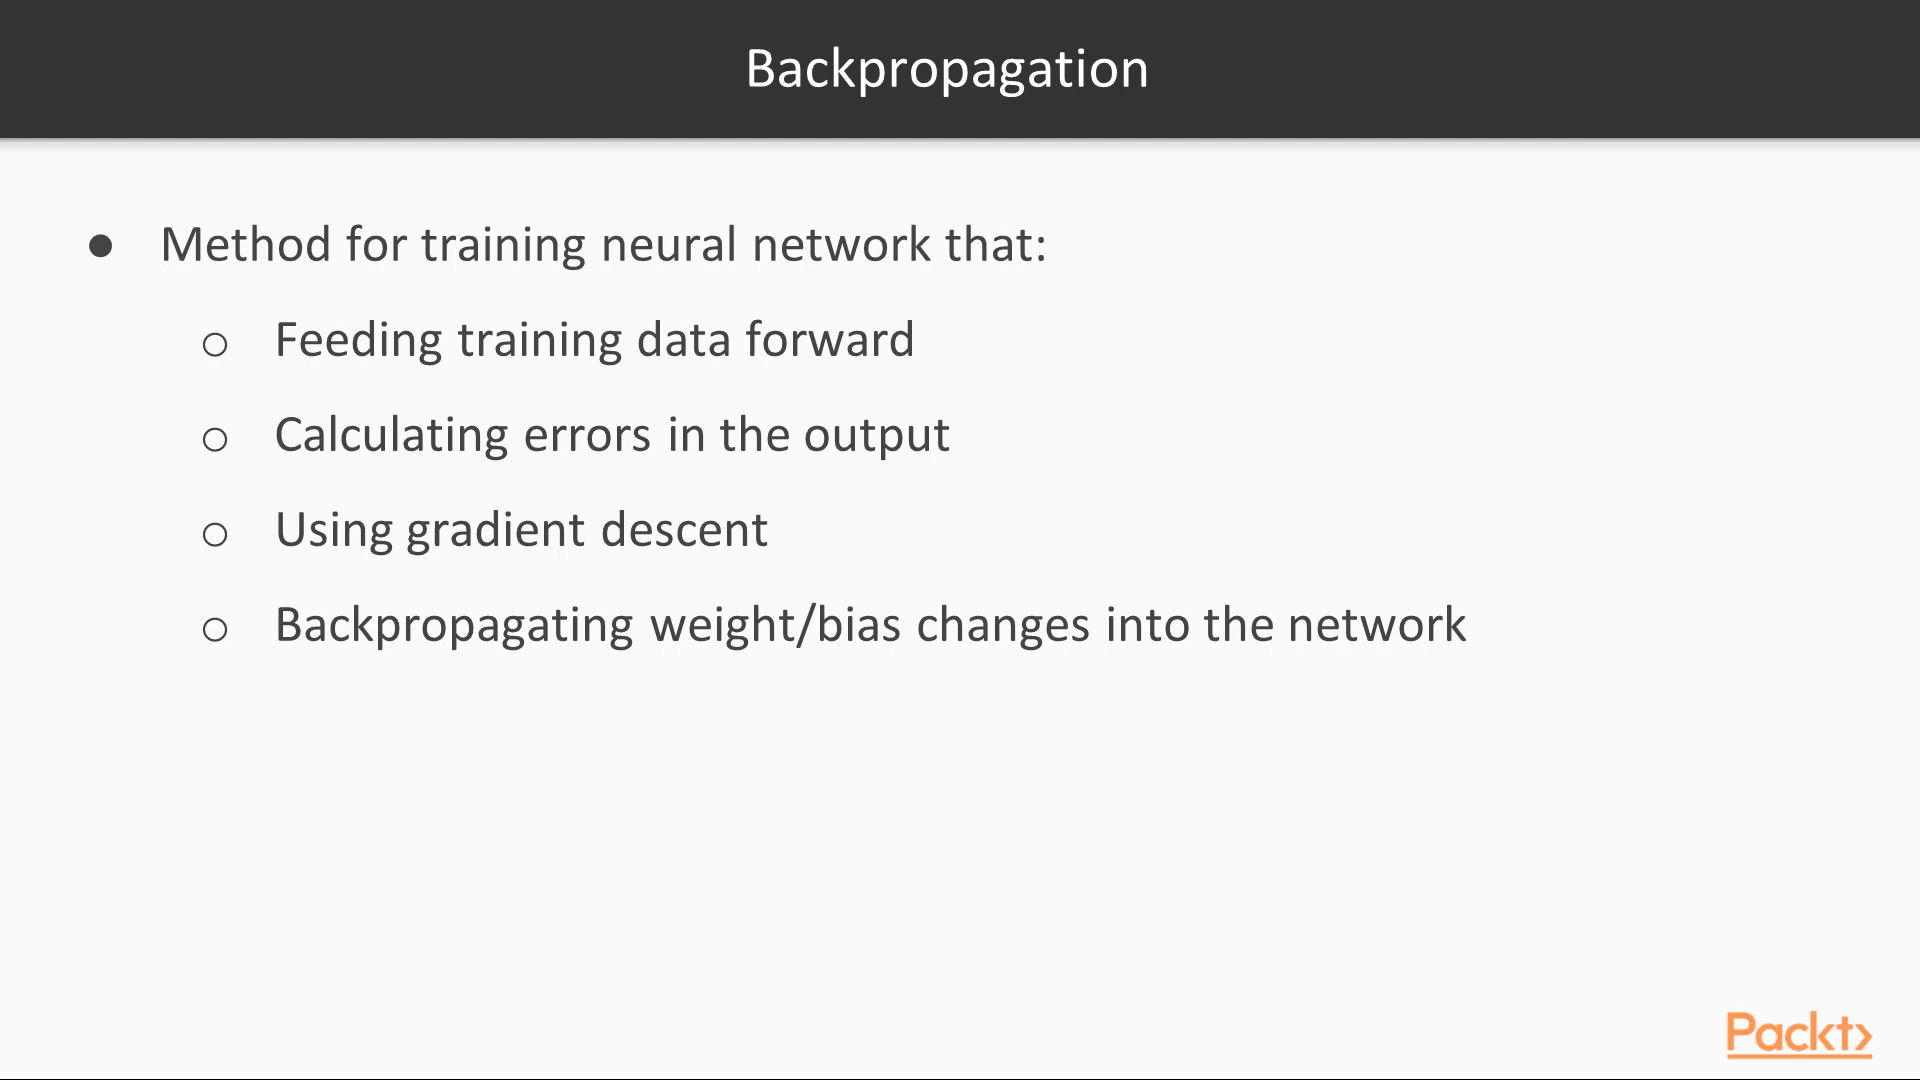 Backpropagation
● Method for training neural network that:
○ Feeding training data forward
○ Calculating errors in the output
○ Using gradient descent
○ Backpropagating weight/bias changes into the network
Packt>